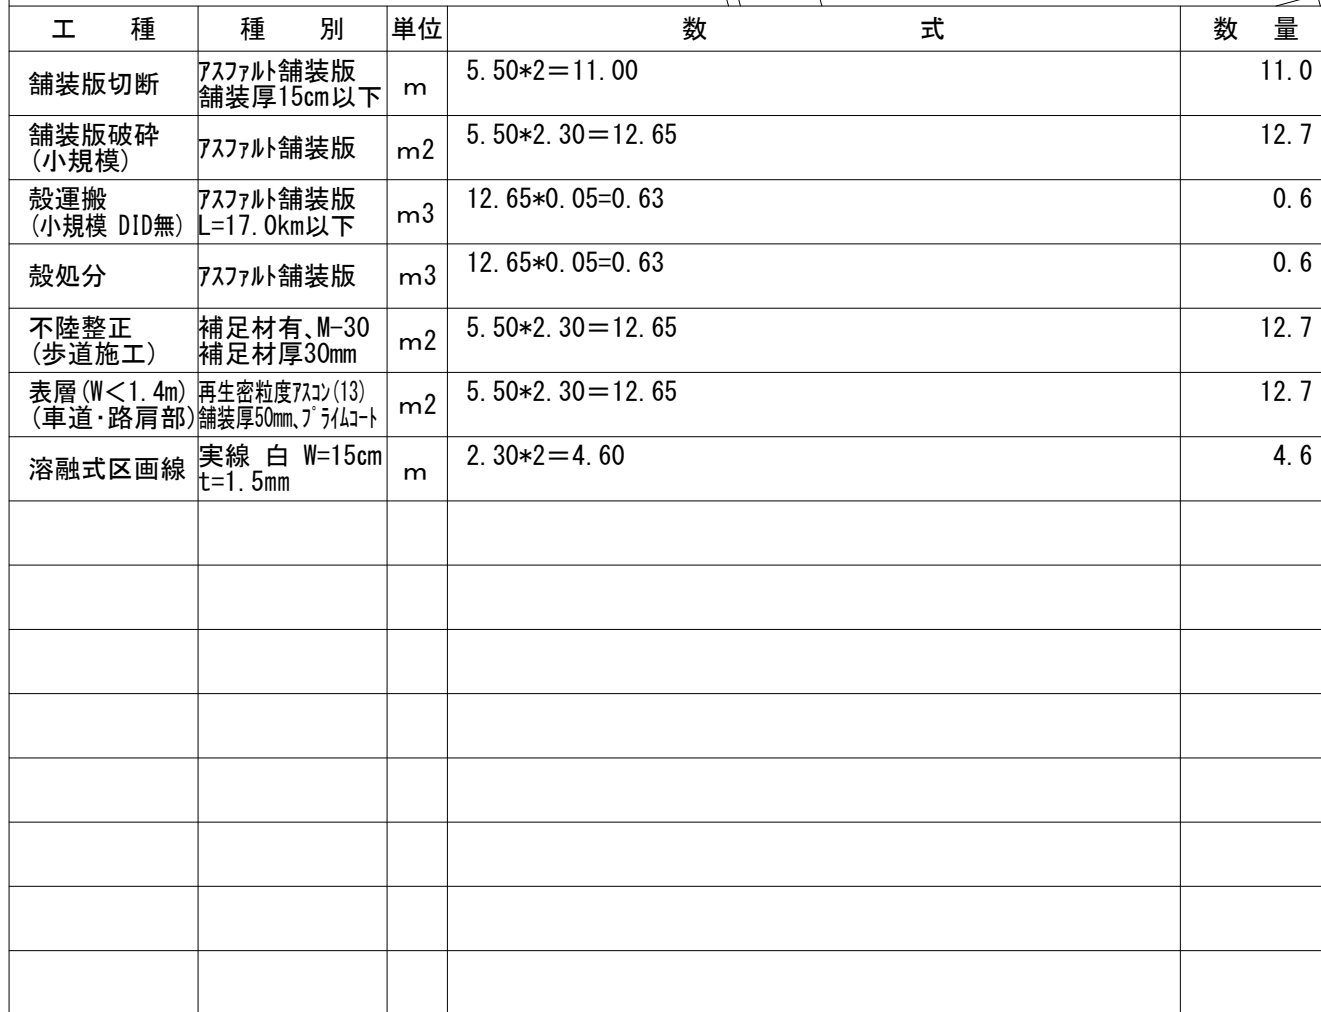 工 種 種 別 単位 数 式 数 量
舗装版切断 ｱｽﾌｧﾙﾄ舗装版 舗装厚15cm以下 m 5.50*2＝11.00 11.0
舗装版破砕 (小規模) ｱｽﾌｧﾙﾄ舗装版 m2 5.50*2.30＝12.65 12.7
殻運搬 (小規模 DID無) ｱｽﾌｧﾙﾄ舗装版 L=17.0km以下 m3 12.65*0.05=0.63 0.6
殻処分 ｱｽﾌｧﾙﾄ舗装版 m3 12.65*0.05=0.63 0.6
不陸整正 (歩道施工) 補足材有､M-30 補足材厚30mm m2 5.50*2.30＝12.65 12.7
表層(W＜1.4m) (車道･路肩部) 再生密粒度ｱｽｺﾝ(13) 舗装厚50mm､ﾌﾟﾗｲﾑｺｰﾄ m2 5.50*2.30＝12.65 12.7
溶融式区画線 実線 白 W=15cm t=1.5mm m 2.30*2＝4.60 4.6